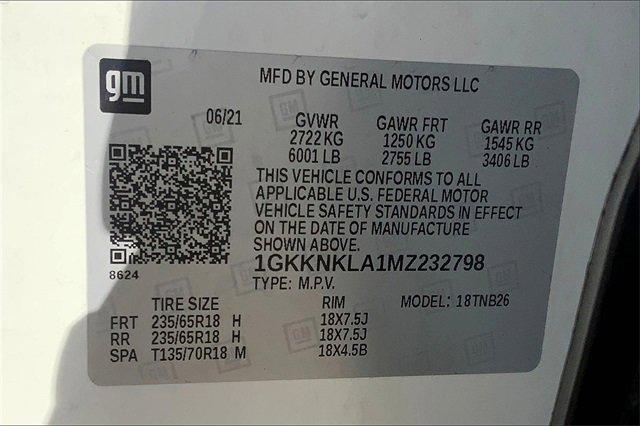 gm
MFD BY GENERAL MOTORS LLC
06/21 GVWR GAWR FRT GAWR RR
2722 KG 1250 KG 1545 KG
6001 LB 2755 LB 3406 LB
THIS VEHICLE CONFORMS TO ALL
APPLICABLE U.S. FEDERAL MOTOR
VEHICLE SAFETY STANDARDS IN EFFECT
ON THE DATE OF MANUFACTURE
SHOWN ABOVE.
8624
1GKKNKLA1MZ232798
TYPE: M.P.V.
TIRE SIZE RIM MODEL: 18TNB26
FRT 235/65R18 H 18X7.5J
RR 235/65R18 H 18X7.5J
SPA T135/70R18 M 18X4.5B